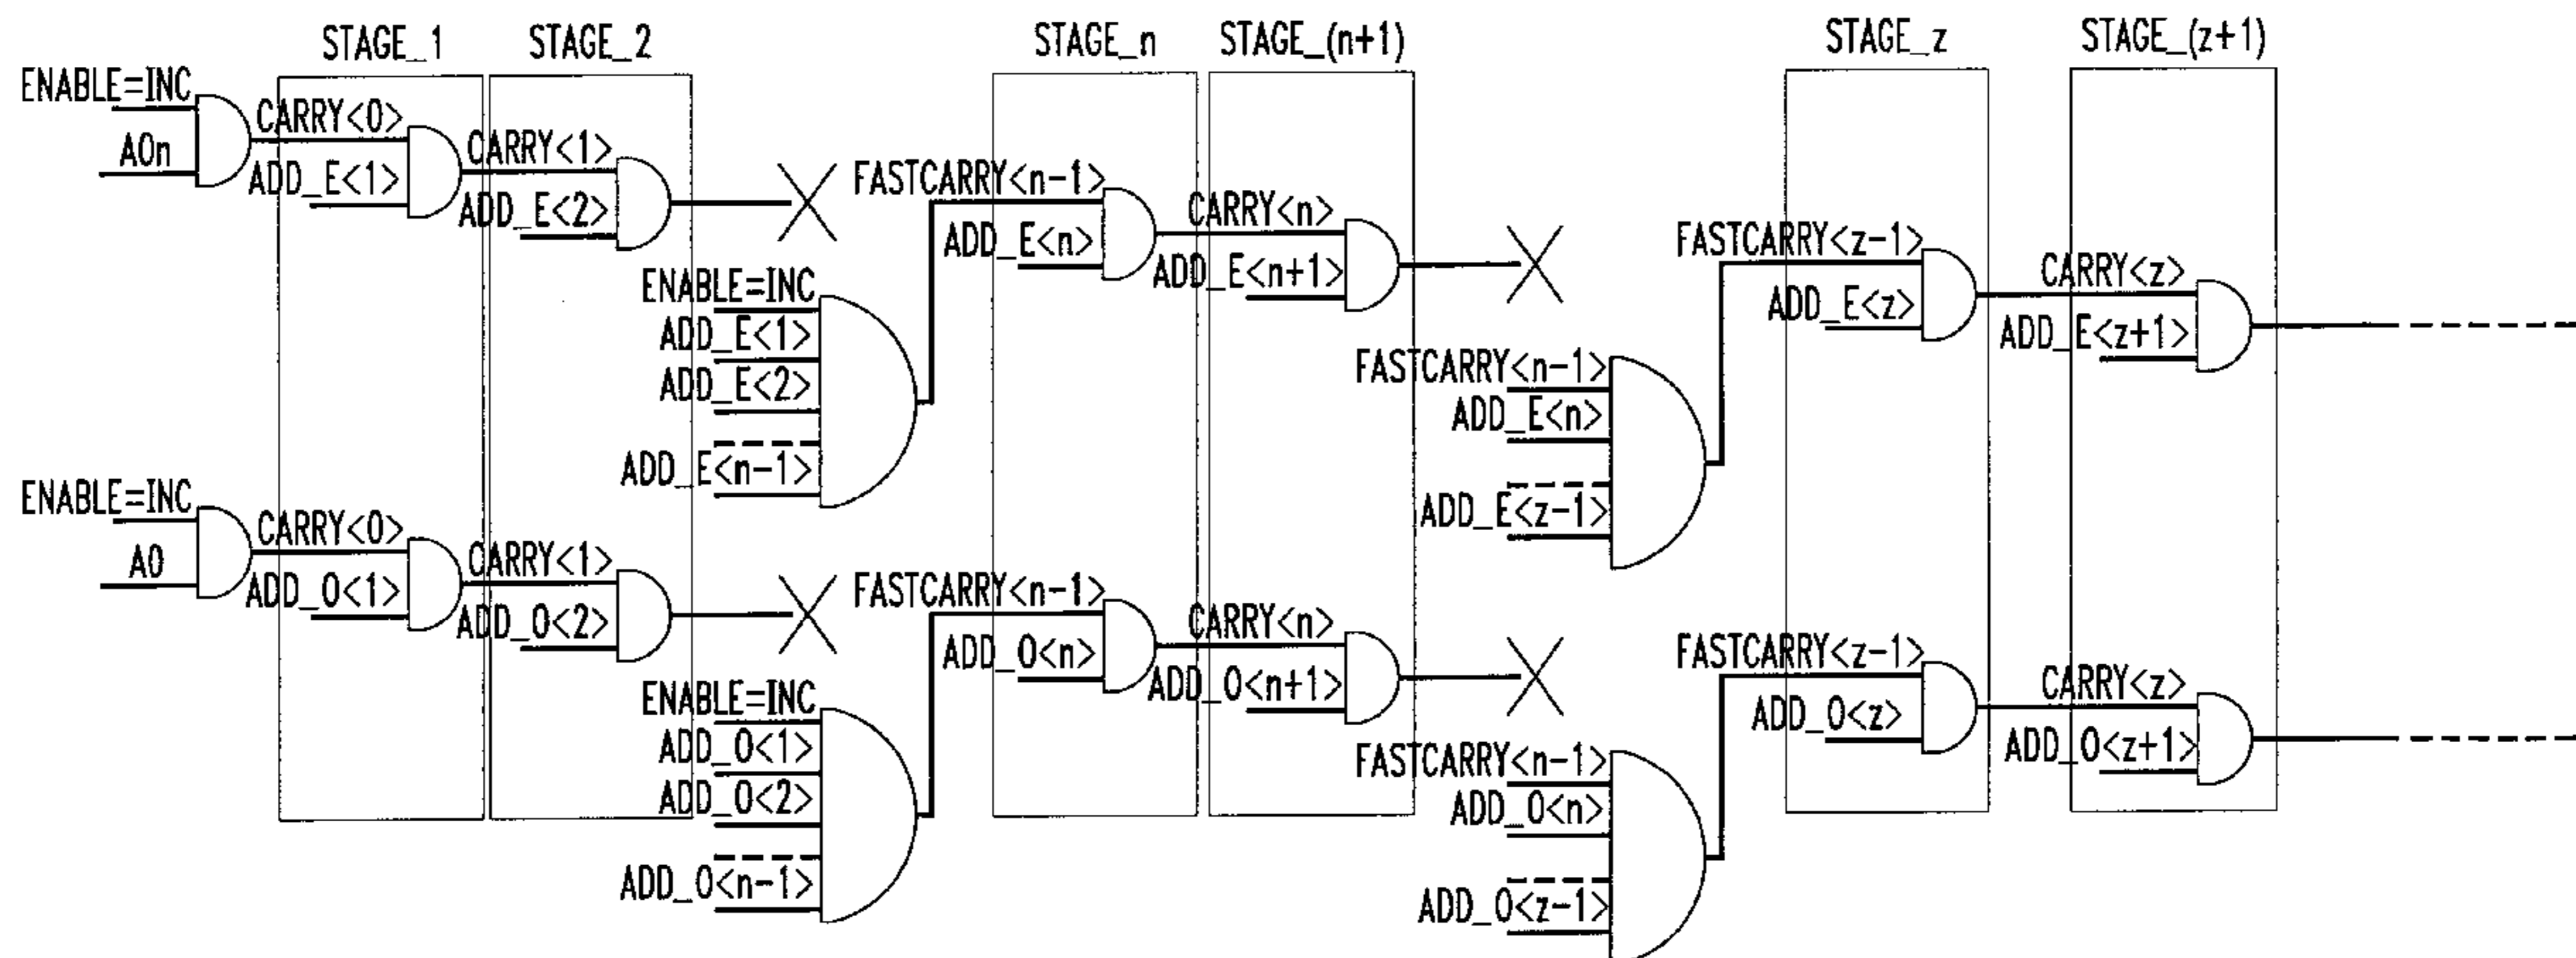 STAGE_1
STAGE_2
STAGE_n
STAGE_(n+1)
STAGE_z
STAGE_(z+1)
ENABLE=INC
A0n
CARRY<0>
ADD_E<1>
CARRY<1>
ADD_E<2>
ENABLE=INC
ADD_E<1>
ADD_E<2>
ADD_E<n-1>
FASTCARRY<n-1>
ADD_E<n>
CARRY<n>
ADD_E<n+1>
FASTCARRY<n-1>
ADD_E<n>
ADD_E<z-1>
FASTCARRY<z-1>
ADD_E<z>
CARRY<z>
ADD_E<z+1>
ENABLE=INC
A0
CARRY<0>
ADD_O<1>
CARRY<1>
ADD_O<2>
ENABLE=INC
ADD_O<1>
ADD_O<2>
ADD_O<n-1>
FASTCARRY<n-1>
ADD_O<n>
CARRY<n>
ADD_O<n+1>
FASTCARRY<n-1>
ADD_O<n>
ADD_O<z-1>
FASTCARRY<z-1>
ADD_O<z>
CARRY<z>
ADD_O<z+1>